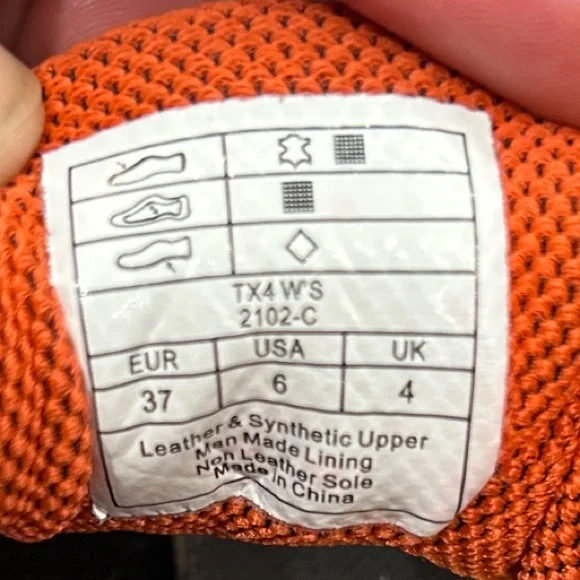 TX4 W'S
2102-C
EUR USA UK
37 6 4
Leather & Synthetic Upper
Man Made Lining
Non Leather Sole
Made In China